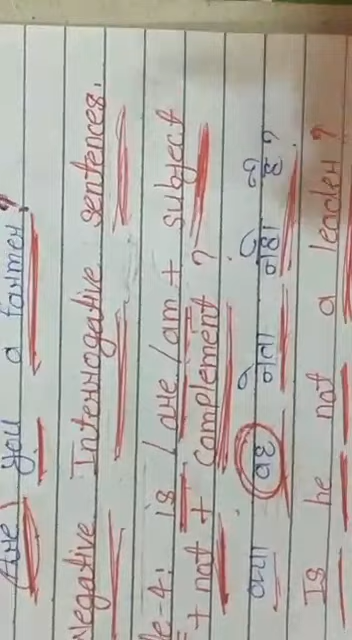 (Are) you a farmer?
Negative Interrogative sentences.
le-4: is /are /am + subject
+ not + complement ?
क्या वह नेता नहीं है ?
Is he not a leader ?